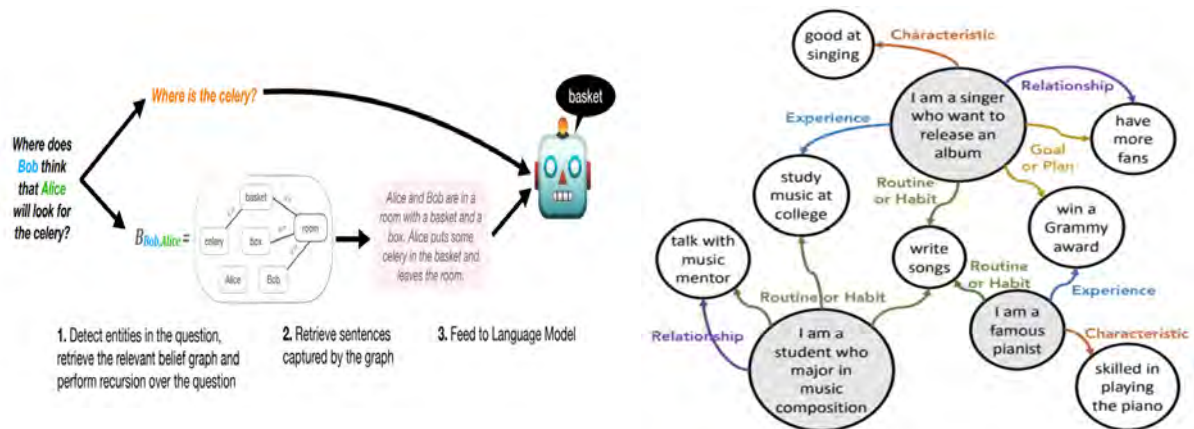 Where does
Bob think
that Alice
will look for
the celery?
Where is the celery?
B Bob,Alice =
basket
celery
box
room
Alice
Bob
Alice and Bob are in a
room with a basket and a
box. Alice puts some
celery in the basket and
leaves the room.
basket
1. Detect entities in the question,
retrieve the relevant belief graph and
perform recursion over the question
2. Retrieve sentences
captured by the graph
3. Feed to Language Model
good at
singing
Characteristic
I am a singer
who want to
release an
album
Relationship
have
more
fans
Experience
Goal
or Plan
study
music at
college
Routine
or Habit
win a
Grammy
award
talk with
music
mentor
write
songs
Routine
or Habit
Experience
Routine or Habit
Relationship
I am a
student who
major in
music
composition
I am a
famous
pianist
Characteristic
skilled in
playing
the piano